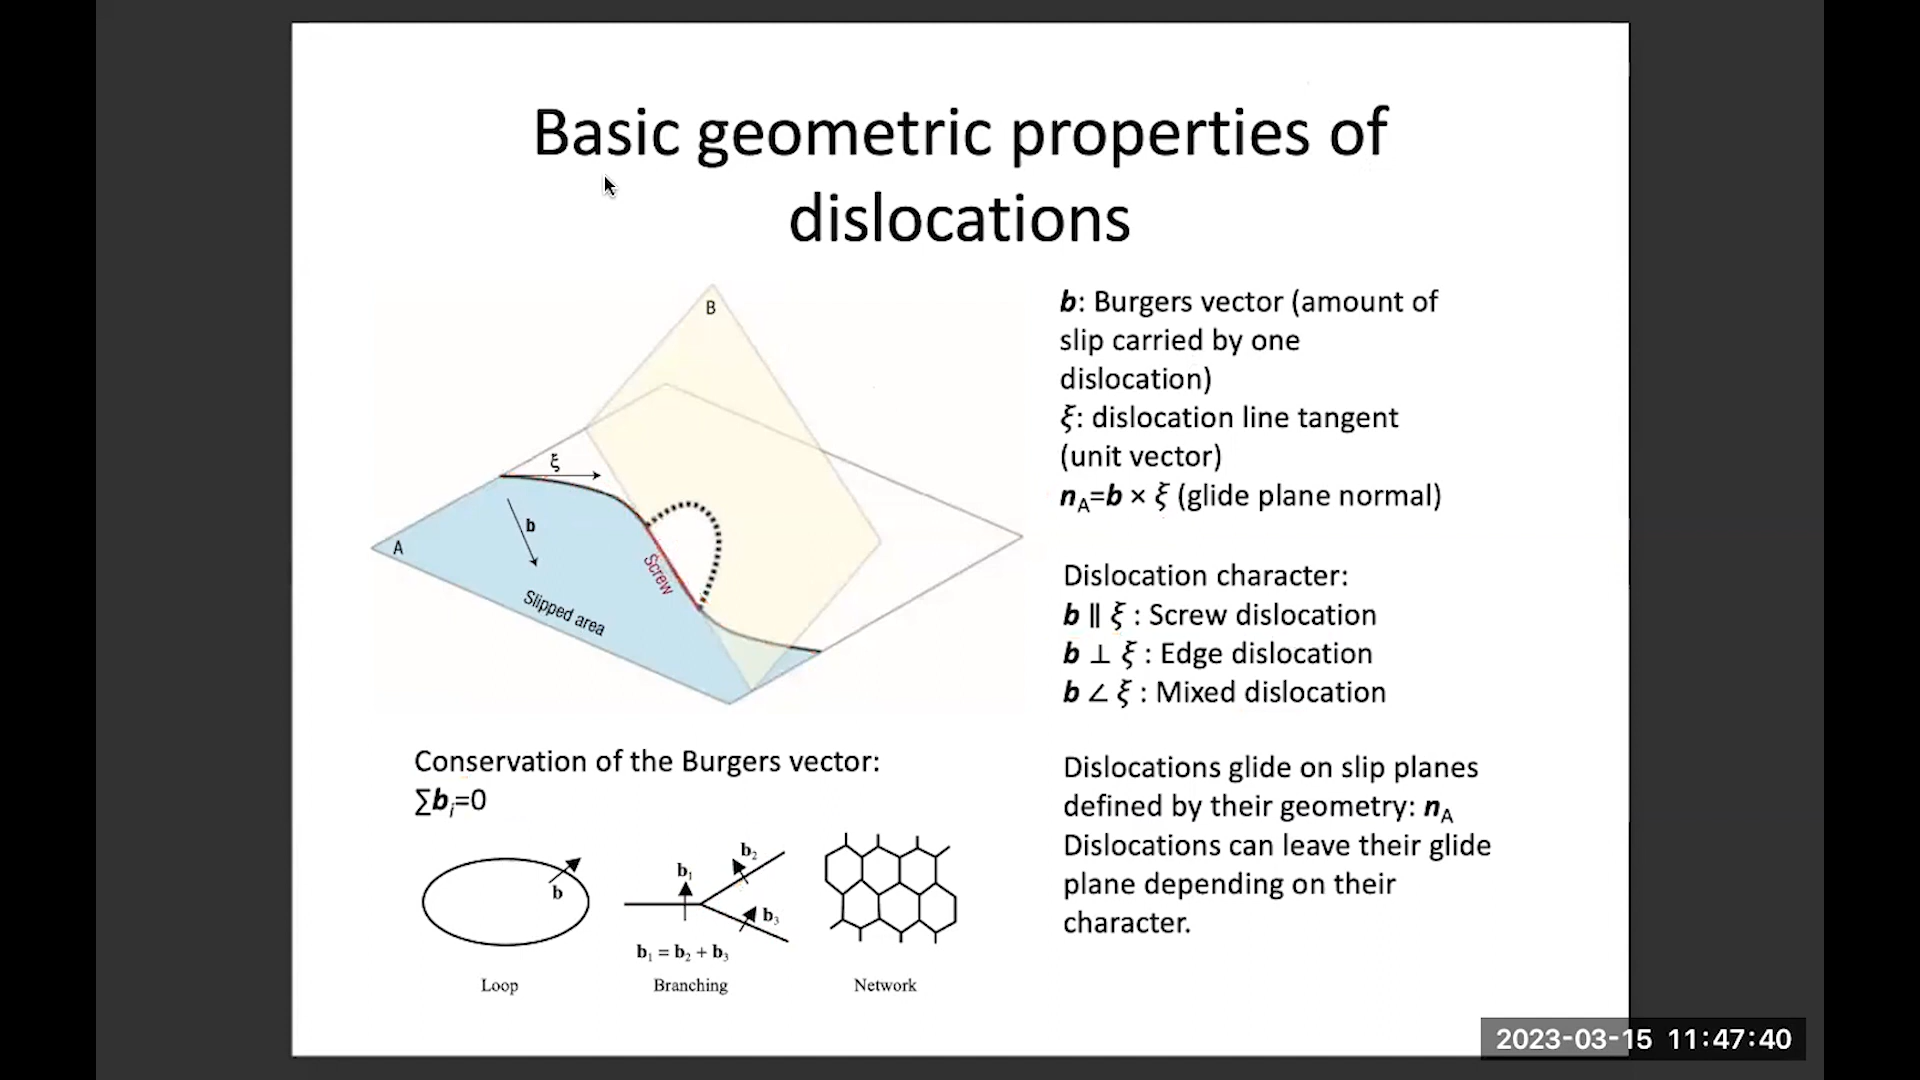 Basic geometric properties of
dislocations
B
ξ
b
A
Screw
Slipped area
b: Burgers vector (amount of
slip carried by one
dislocation)
ξ: dislocation line tangent
(unit vector)
nA=b × ξ (glide plane normal)
Dislocation character:
b ∥ ξ : Screw dislocation
b ⊥ ξ : Edge dislocation
b ∠ ξ : Mixed dislocation
Dislocations glide on slip planes
defined by their geometry: nA
Dislocations can leave their glide
plane depending on their
character.
Conservation of the Burgers vector:
∑bi=0
b
Loop
b1
b2
b3
b1 = b2 + b3
Branching
Network
2023-03-15 11:47:40